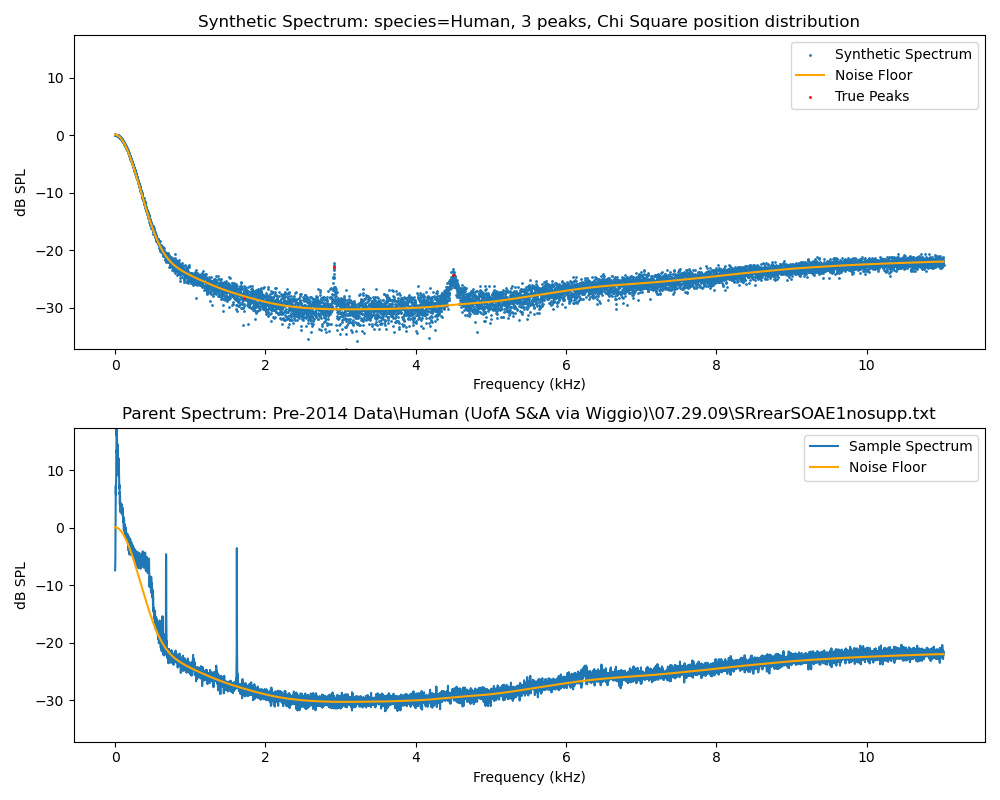 Synthetic Spectrum: species=Human, 3 peaks, Chi Square position distribution
10
0
−10
−20
−30
dB SPL
Synthetic Spectrum
Noise Floor
True Peaks
0 2 4 6 8 10
Frequency (kHz)
Parent Spectrum: Pre-2014 Data\Human (UofA S&A via Wiggio)\07.29.09\SRrearSOAE1nosupp.txt
10
0
−10
−20
−30
dB SPL
Sample Spectrum
Noise Floor
0 2 4 6 8 10
Frequency (kHz)